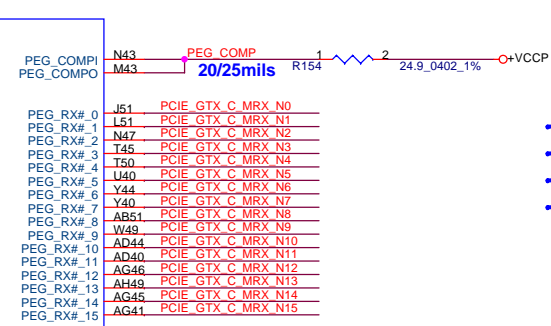 PEG_COMPI N43 PEG_COMP 1 2 +VCCP
PEG_COMPO M43 20/25mils R154 24.9_0402_1%
PEG_RX#_0 J51 PCIE_GTX_C_MRX_N0
PEG_RX#_1 L51 PCIE_GTX_C_MRX_N1
PEG_RX#_2 N47 PCIE_GTX_C_MRX_N2
PEG_RX#_3 T45 PCIE_GTX_C_MRX_N3
PEG_RX#_4 T50 PCIE_GTX_C_MRX_N4
PEG_RX#_5 U40 PCIE_GTX_C_MRX_N5
PEG_RX#_6 Y44 PCIE_GTX_C_MRX_N6
PEG_RX#_7 Y40 PCIE_GTX_C_MRX_N7
PEG_RX#_8 AB51 PCIE_GTX_C_MRX_N8
PEG_RX#_9 W49 PCIE_GTX_C_MRX_N9
PEG_RX#_10 AD44 PCIE_GTX_C_MRX_N10
PEG_RX#_11 AD40 PCIE_GTX_C_MRX_N11
PEG_RX#_12 AG46 PCIE_GTX_C_MRX_N12
PEG_RX#_13 AH49 PCIE_GTX_C_MRX_N13
PEG_RX#_14 AG45 PCIE_GTX_C_MRX_N14
PEG_RX#_15 AG41 PCIE_GTX_C_MRX_N15